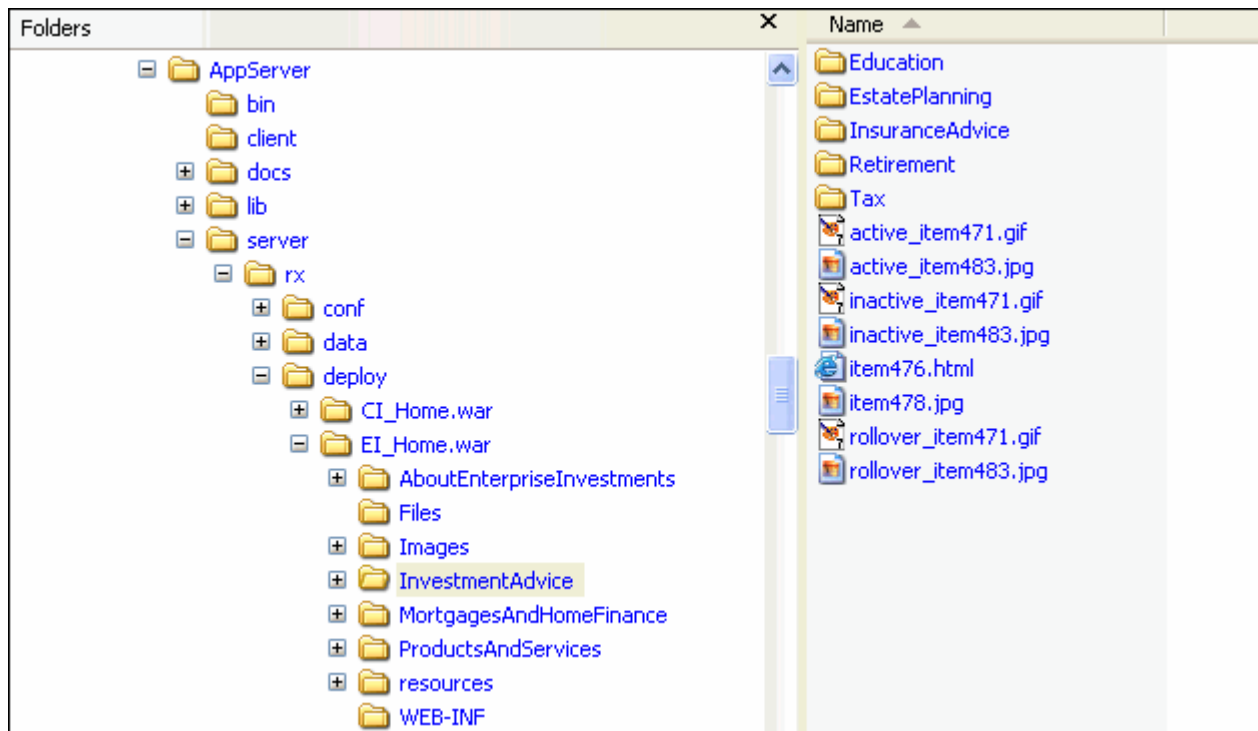 Folders
AppServer
bin
client
docs
lib
server
rx
conf
data
deploy
CI_Home.war
EI_Home.war
AboutEnterpriseInvestments
Files
Images
InvestmentAdvice
MortgagesAndHomeFinance
ProductsAndServices
resources
WEB-INF
Name
Education
EstatePlanning
InsuranceAdvice
Retirement
Tax
active_item471.gif
active_item483.jpg
inactive_item471.gif
inactive_item483.jpg
item476.html
item478.jpg
rollover_item471.gif
rollover_item483.jpg